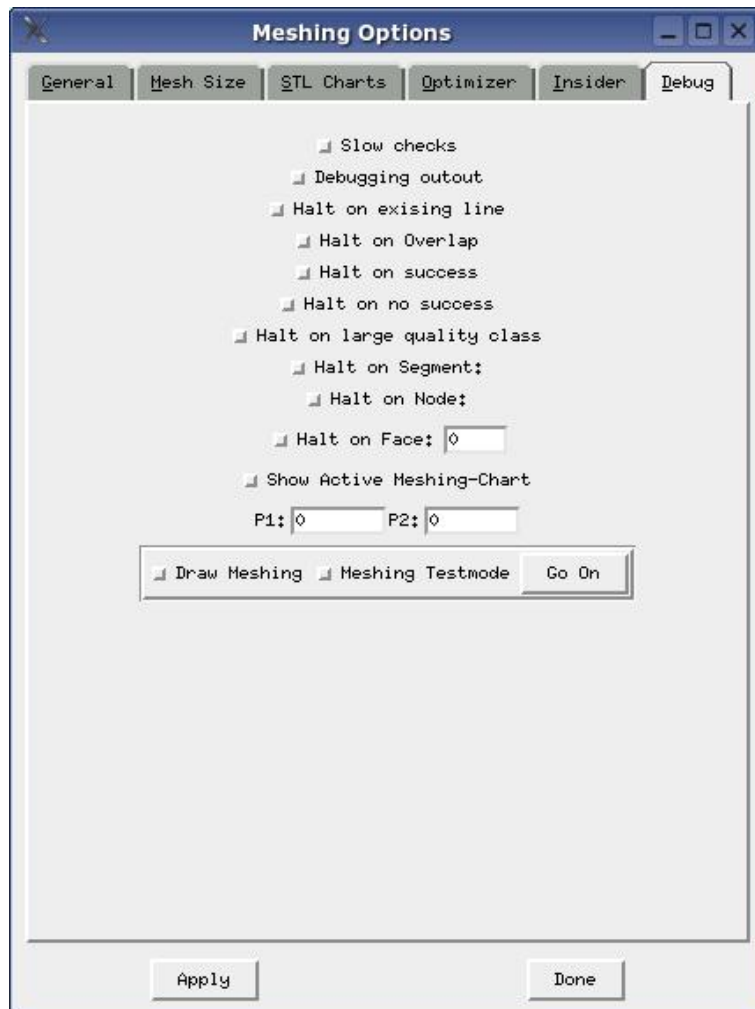 Meshing Options
General Mesh Size STL Charts Optimizer Insider Debug
Slow checks
Debugging outout
Halt on exising line
Halt on Overlap
Halt on success
Halt on no success
Halt on large quality class
Halt on Segment:
Halt on Node:
Halt on Face: 0
Show Active Meshing-Chart
P1: 0 P2: 0
Draw Meshing Meshing Testmode Go On
Apply Done